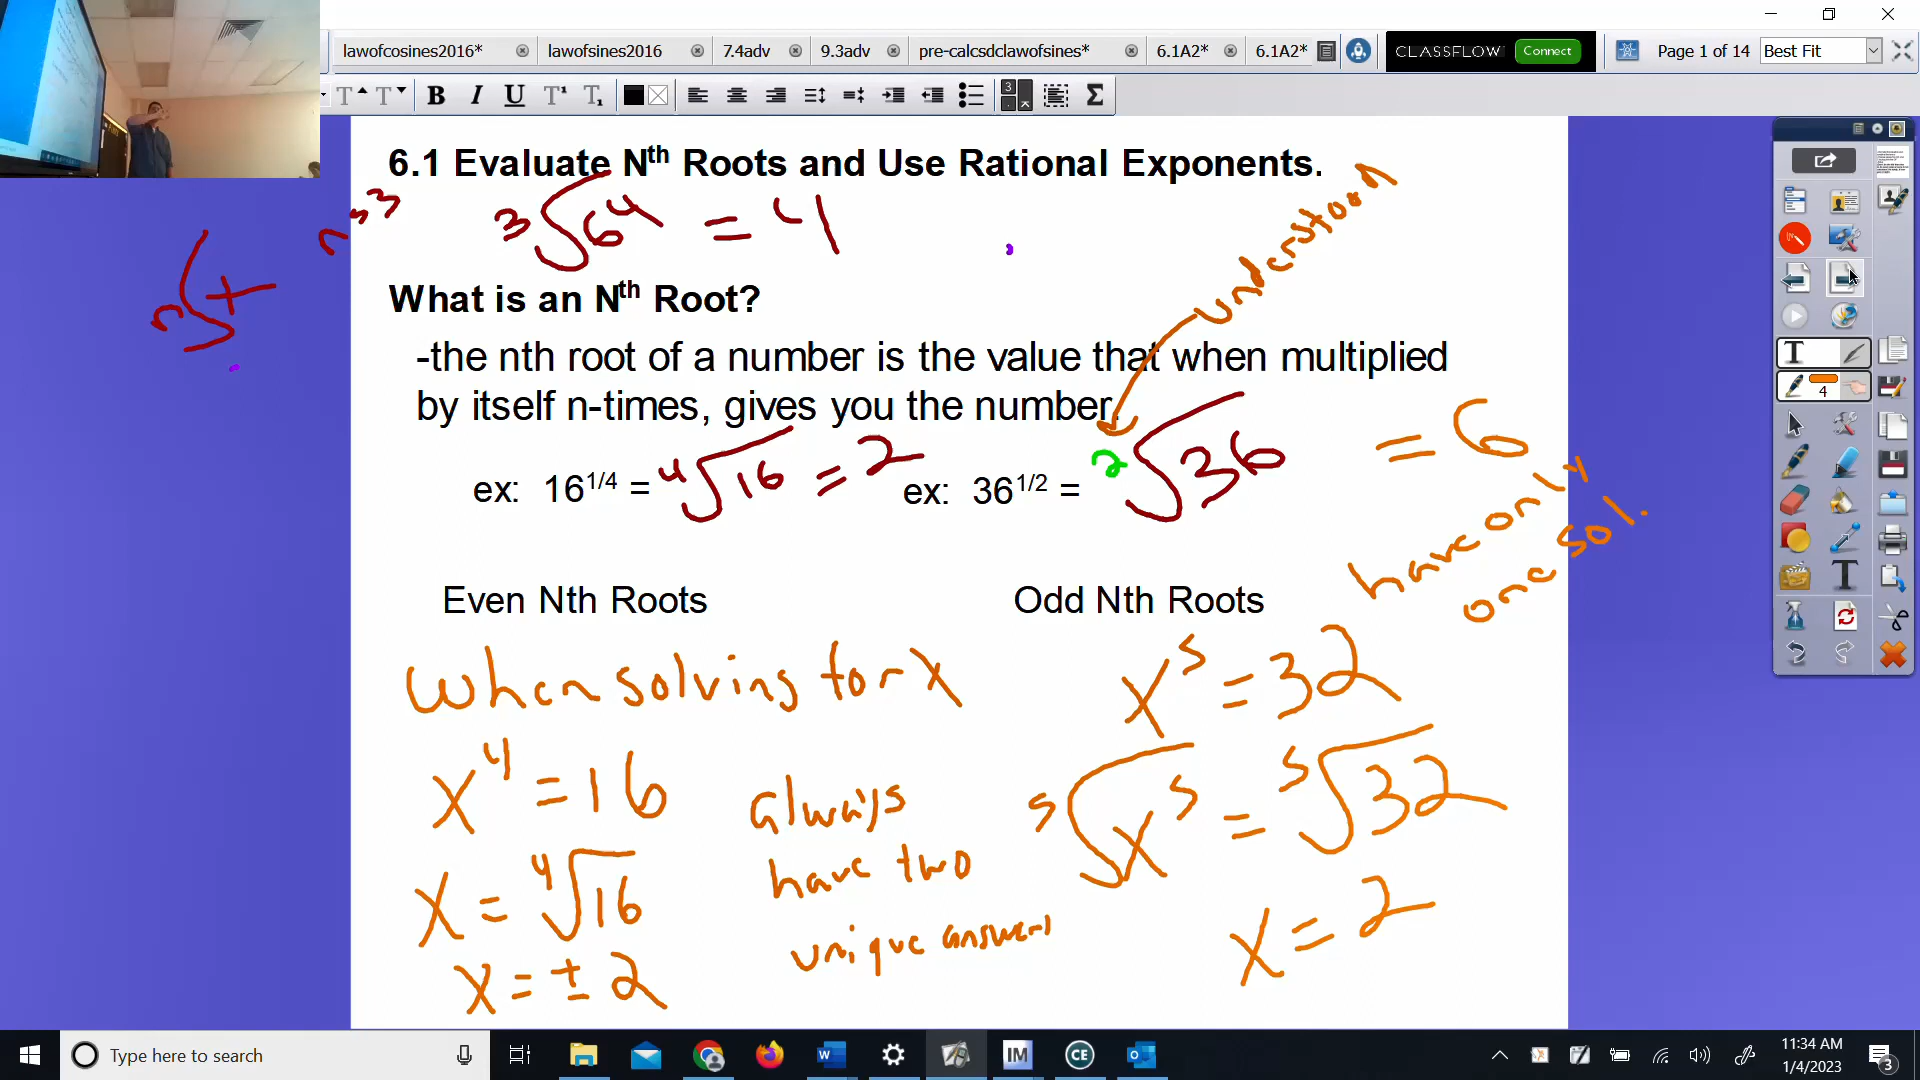 lawofcosines2016* lawofsines2016 7.4adv 9.3adv pre-calcsdclawofsines* 6.1A2* 6.1A2* CLASSFLOW Connect Page 1 of 14 Best Fit
B I U T¹ T₁ Σ
6.1 Evaluate Nth Roots and Use Rational Exponents.
∛64 = 4
understood
What is an Nth Root?
-the nth root of a number is the value that when multiplied
by itself n-times, gives you the number.
ex: 16^1/4 = ⁴√16 = 2 ex: 36^1/2 = ²√36 = 6
have only
one sol.
Even Nth Roots Odd Nth Roots
When solving for x
x⁴ = 16
x = ⁴√16
x = ± 2
always
have two
unique answers
x⁵ = 32
⁵√x⁵ = ⁵√32
x = 2
4
Type here to search
11:34 AM
1/4/2023
3